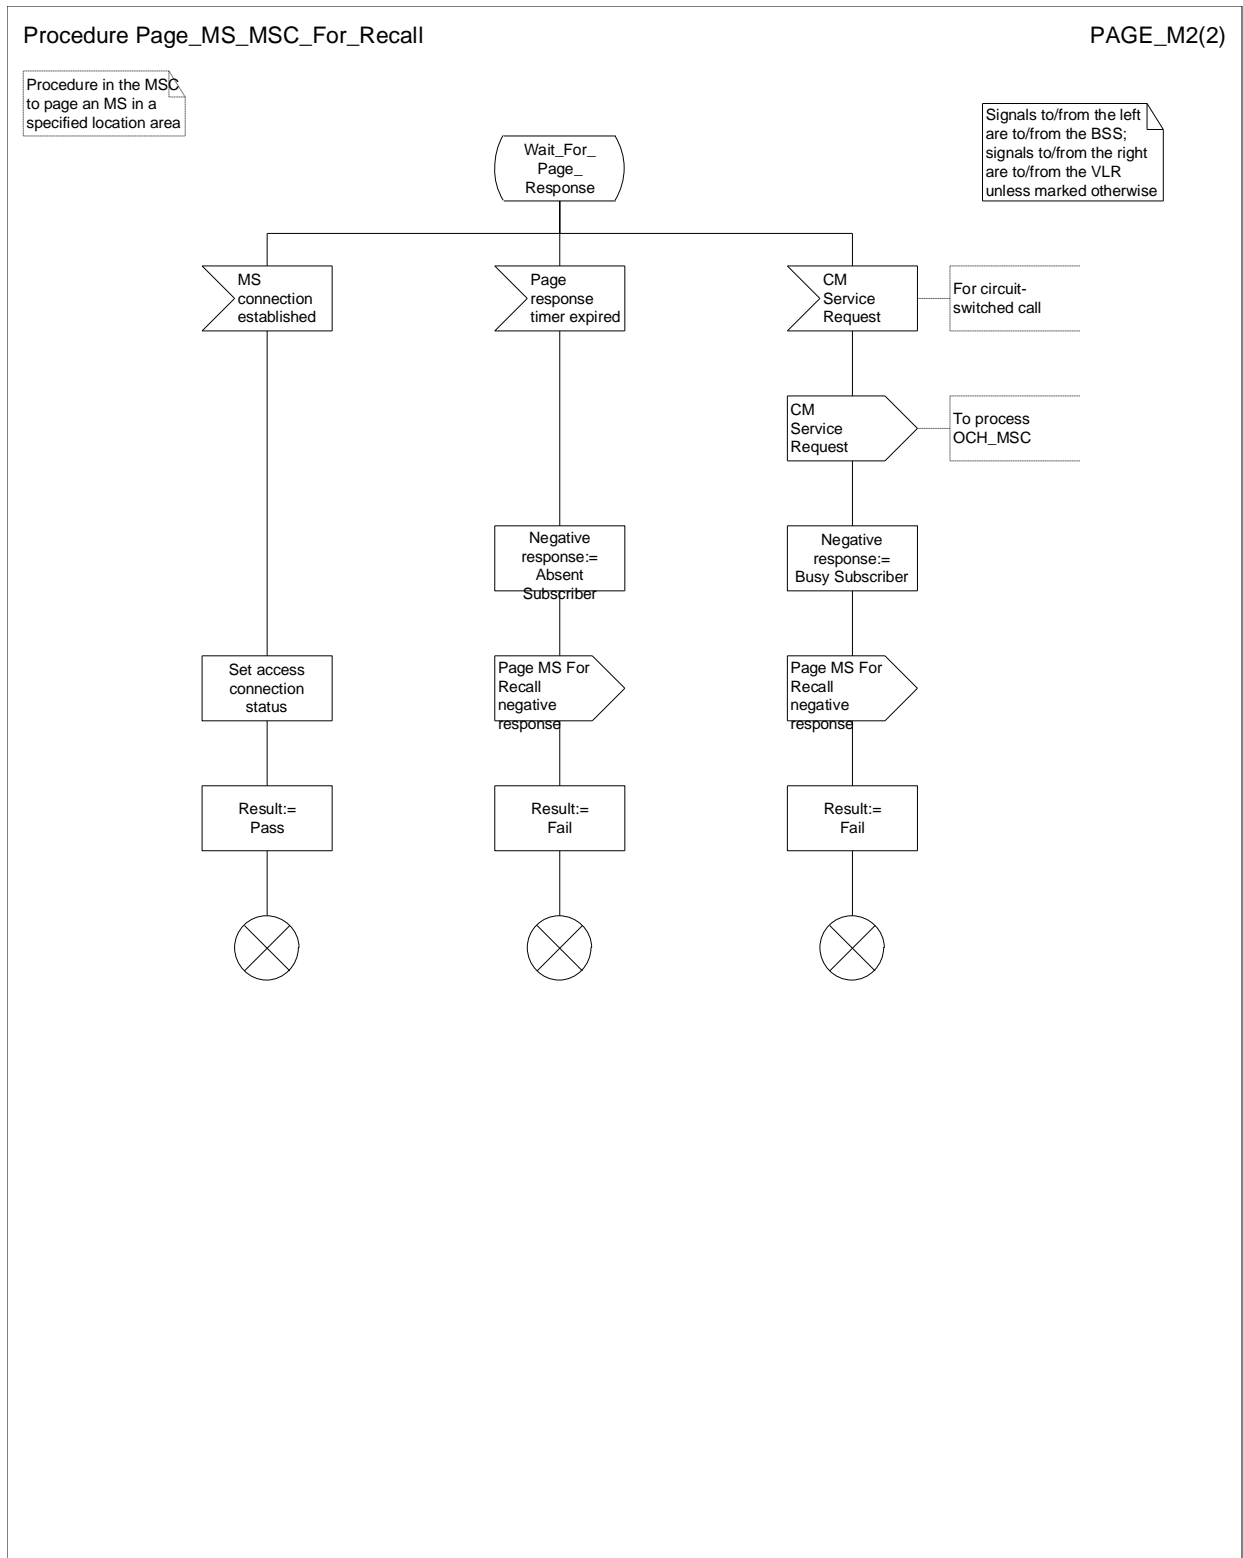 Procedure Page_MS_MSC_For_Recall
PAGE_M2(2)
Procedure in the MSC
to page an MS in a
specified location area
Signals to/from the left
are to/from the BSS;
signals to/from the right
are to/from the VLR
unless marked otherwise
Wait_For_
Page_
Response
MS
connection
established
Page
response
timer expired
CM
Service
Request
For circuit-
switched call
CM
Service
Request
To process
OCH_MSC
Negative
response:=
Absent
Subscriber
Negative
response:=
Busy Subscriber
Set access
connection
status
Page MS For
Recall
negative
response
Page MS For
Recall
negative
response
Result:=
Pass
Result:=
Fail
Result:=
Fail